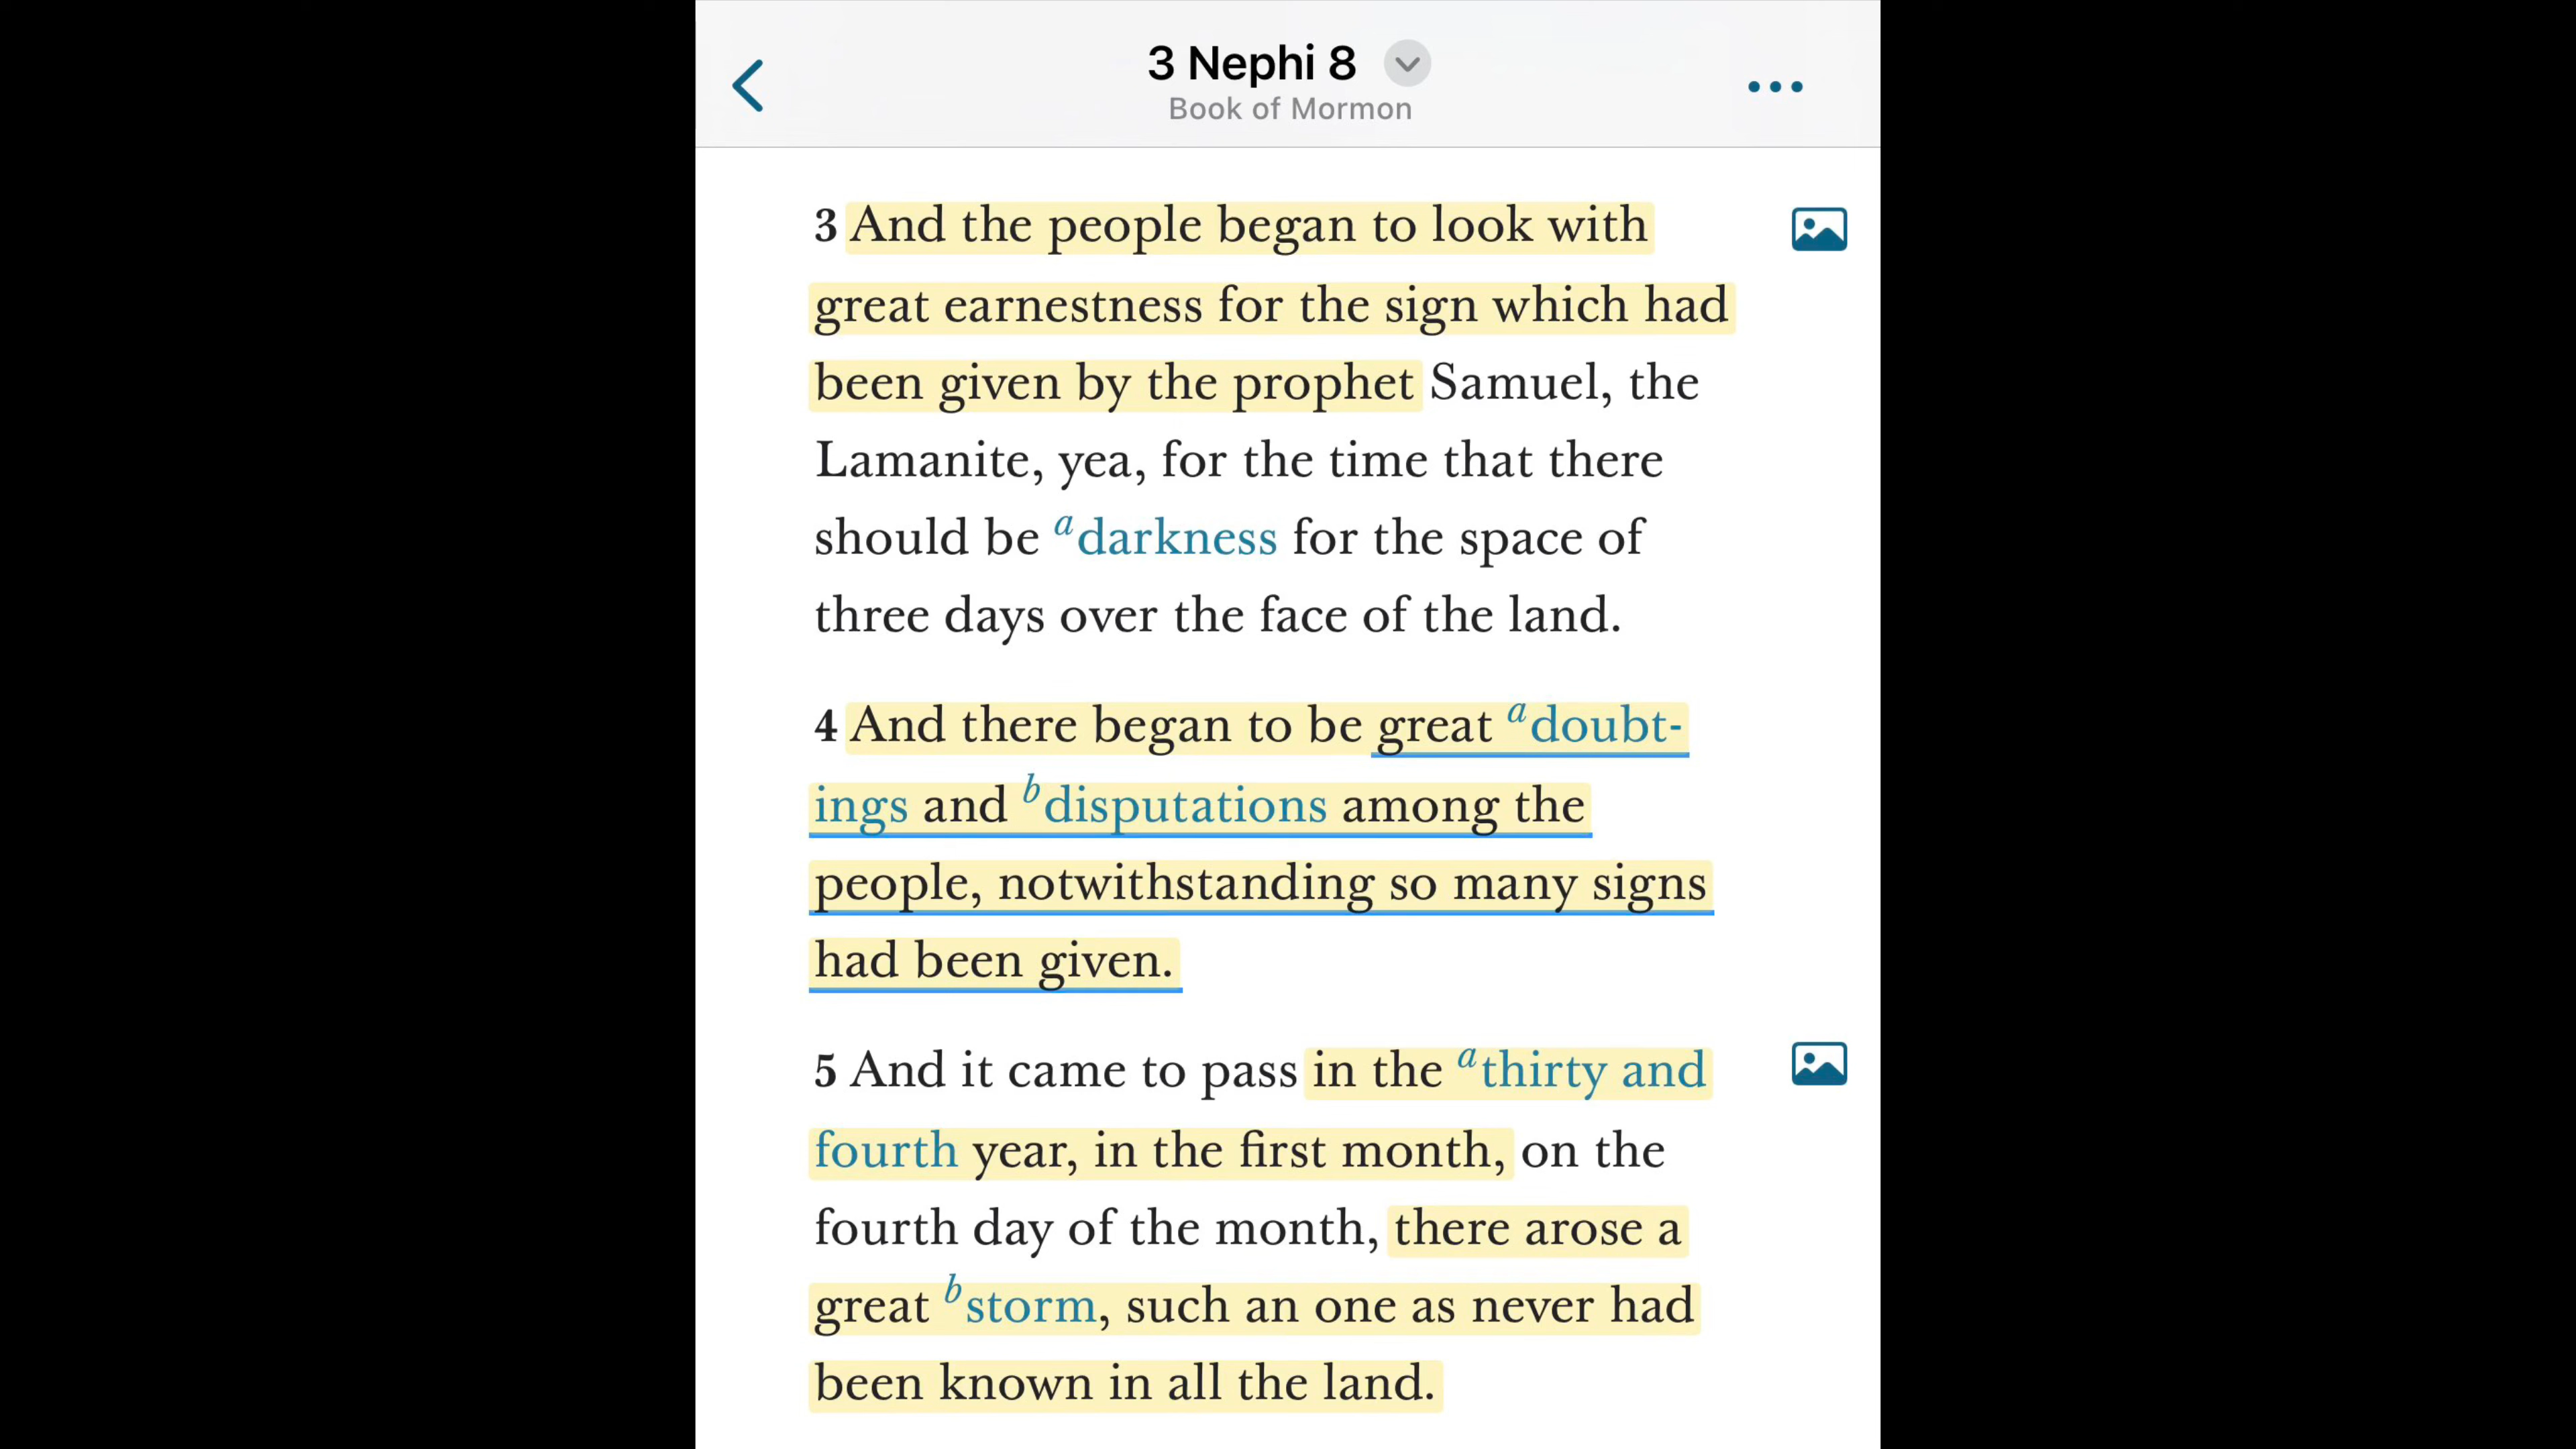 3 Nephi 8
Book of Mormon
3 And the people began to look with
great earnestness for the sign which had
been given by the prophet Samuel, the
Lamanite, yea, for the time that there
should be a darkness for the space of
three days over the face of the land.
4 And there began to be great a doubt-
ings and b disputations among the
people, notwithstanding so many signs
had been given.
5 And it came to pass in the a thirty and
fourth year, in the first month, on the
fourth day of the month, there arose a
great b storm, such an one as never had
been known in all the land.